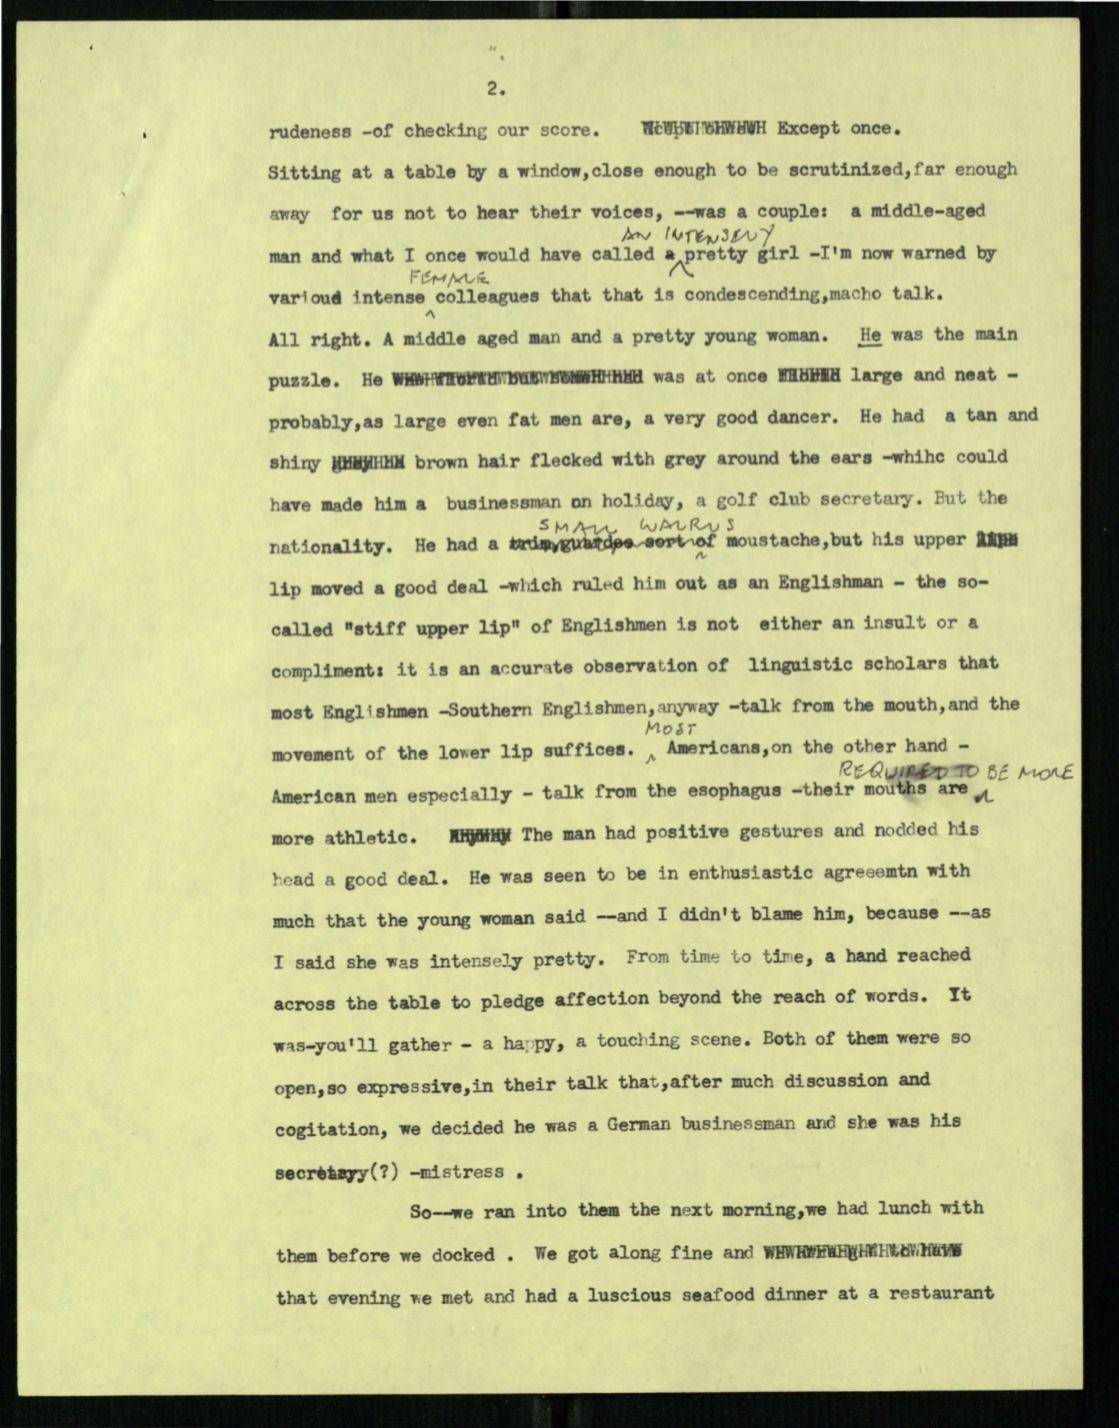 2.
rudeness -of checking our score. Except once.
Sitting at a table by a window,close enough to be scrutinized,far enough
away for us not to hear their voices, --was a couple: a middle-aged
AN INTENSELY
man and what I once would have called a pretty girl -I'm now warned by
FEMALE
varioud intense colleagues that that is condescending,macho talk.
All right. A middle aged man and a pretty young woman. He was the main
puzzle. He was at once large and neat -
probably,as large even fat men are, a very good dancer. He had a tan and
shiny brown hair flecked with grey around the ears -whihc could
have made him a businessman on holiday, a golf club secretary. But the
SMALL WALRUS
nationality. He had a trim,guardee sort of moustache,but his upper
lip moved a good deal -which ruled him out as an Englishman - the so-
called "stiff upper lip" of Englishmen is not either an insult or a
compliment: it is an accurate observation of linguistic scholars that
most Englishmen -Southern Englishmen,anyway -talk from the mouth,and the
MOST
movement of the lower lip suffices. Americans,on the other hand -
REQUIRED TO BE MORE
American men especially - talk from the esophagus -their mouths are
more athletic. The man had positive gestures and nodded his
head a good deal. He was seen to be in enthusiastic agreeemtn with
much that the young woman said --and I didn't blame him, because --as
I said she was intensely pretty. From time to time, a hand reached
across the table to pledge affection beyond the reach of words. It
was-you'll gather - a happy, a touching scene. Both of them were so
open,so expressive,in their talk that,after much discussion and
cogitation, we decided he was a German businessman and she was his
secretayy(?) -mistress .
So--we ran into them the next morning,we had lunch with
them before we docked . We got along fine and
that evening we met and had a luscious seafood dinner at a restaurant